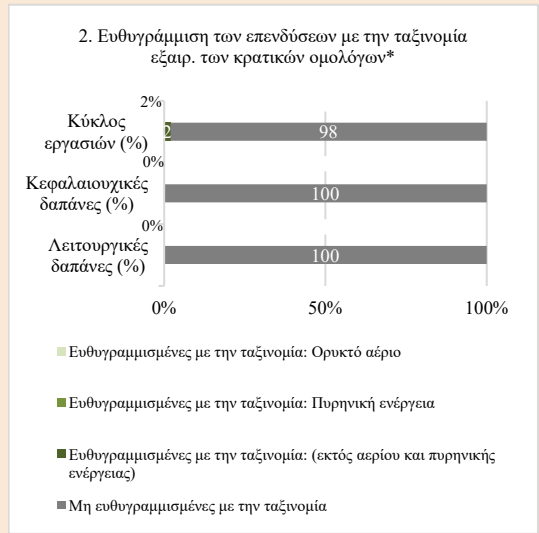 2. Ευθυγράμμιση των επενδύσεων με την ταξινομία
εξαιρ. των κρατικών ομολόγων*
2%
Κύκλος
εργασιών (%)
2
98
0%
Κεφαλαιουχικές
δαπάνες (%)
100
0%
Λειτουργικές
δαπάνες (%)
100
0% 50% 100%
Ευθυγραμμισμένες με την ταξινομία: Ορυκτό αέριο
Ευθυγραμμισμένες με την ταξινομία: Πυρηνική ενέργεια
Ευθυγραμμισμένες με την ταξινομία: (εκτός αερίου και πυρηνικής
ενέργειας)
Μη ευθυγραμμισμένες με την ταξινομία